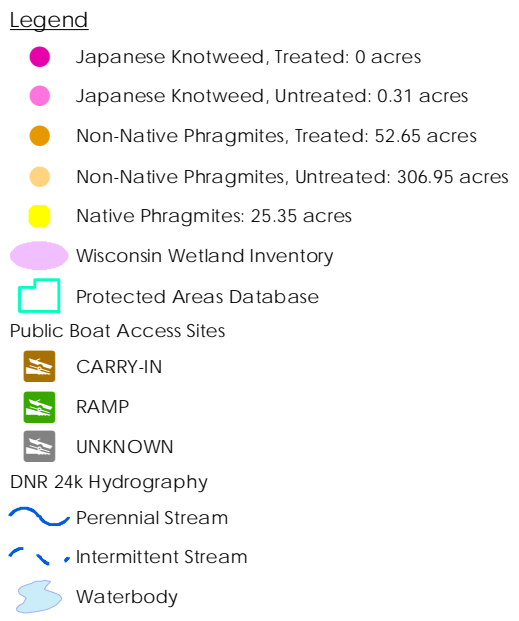 Legend
Japanese Knotweed, Treated: 0 acres
Japanese Knotweed, Untreated: 0.31 acres
Non-Native Phragmites, Treated: 52.65 acres
Non-Native Phragmites, Untreated: 306.95 acres
Native Phragmites: 25.35 acres
Wisconsin Wetland Inventory
Protected Areas Database
Public Boat Access Sites
CARRY-IN
RAMP
UNKNOWN
DNR 24k Hydrography
Perennial Stream
Intermittent Stream
Waterbody